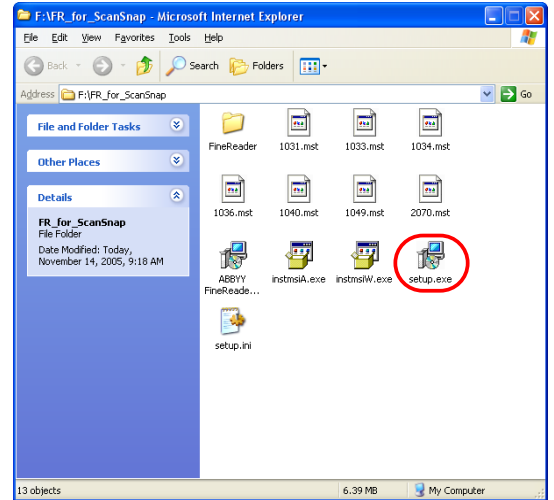 F:\FR_for_ScanSnap - Microsoft Internet Explorer
File Edit View Favorites Tools Help
Back Search Folders
Address F:\FR_for_ScanSnap Go
File and Folder Tasks
Other Places
Details
FR_for_ScanSnap
File Folder
Date Modified: Today,
November 14, 2005, 9:18 AM
FineReader 1031.mst 1033.mst 1034.mst
1036.mst 1040.mst 1049.mst 2070.mst
ABBYY instmsiA.exe instmsiW.exe setup.exe
FineReade...
setup.ini
13 objects 6.39 MB My Computer